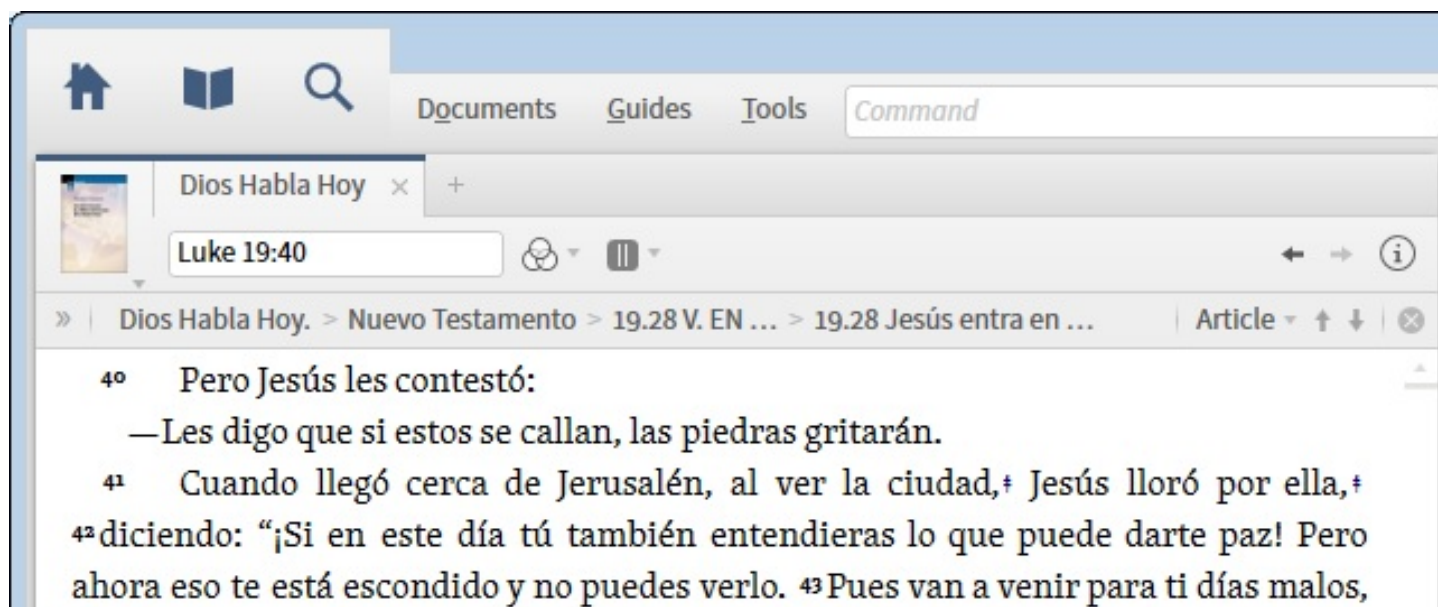 Documents Guides Tools Command
Dios Habla Hoy × +
Luke 19:40
» Dios Habla Hoy. > Nuevo Testamento > 19.28 V. EN ... > 19.28 Jesús entra en ... Article
40 Pero Jesús les contestó:
—Les digo que si estos se callan, las piedras gritarán.
41 Cuando llegó cerca de Jerusalén, al ver la ciudad,‡ Jesús lloró por ella,‡
42 diciendo: “¡Si en este día tú también entendieras lo que puede darte paz! Pero
ahora eso te está escondido y no puedes verlo. 43 Pues van a venir para ti días malos,